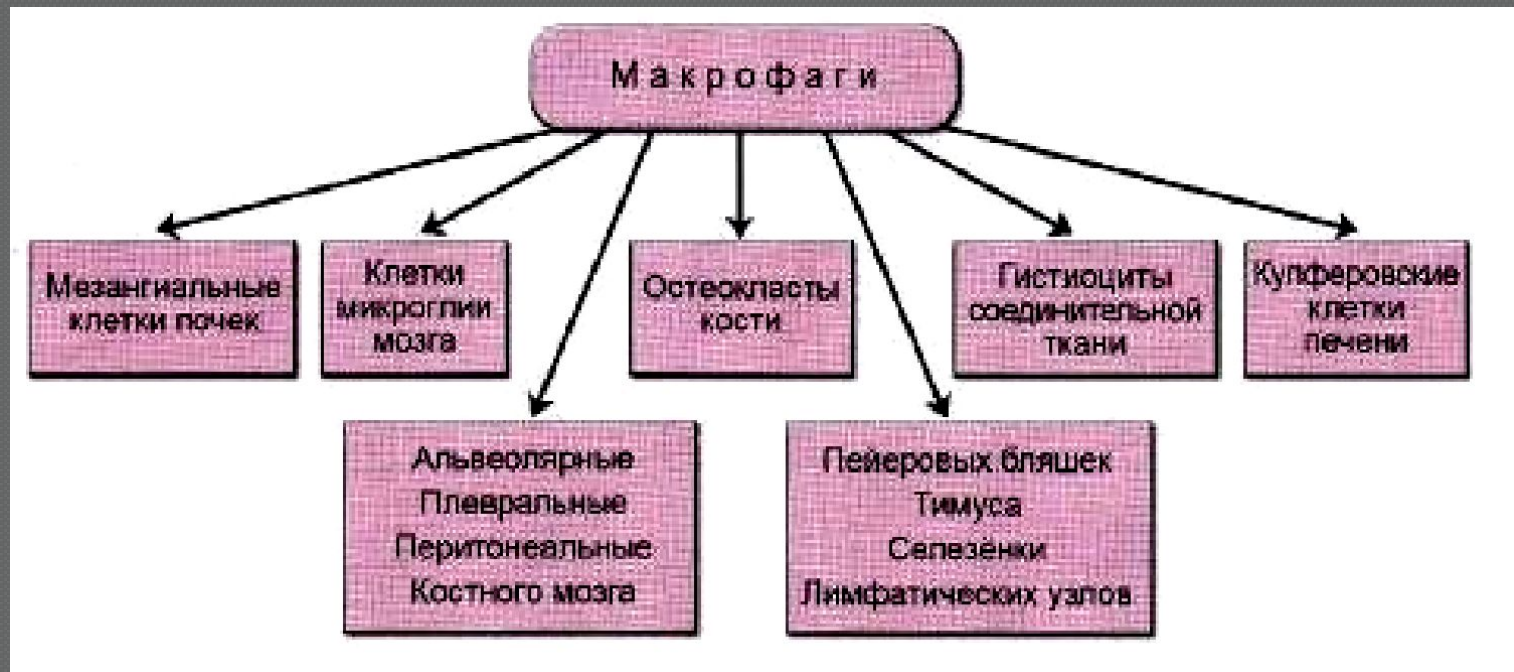 Макрофаги
Мезангиальные
клетки почек
Клетки
микроглии
мозга
Остеокласты
кости
Гистиоциты
соединительной
ткани
Купферовские
клетки
печени
Альвеолярные
Плевральные
Перитонеальные
Костного мозга
Пейеровых бляшек
Тимуса
Селезёнки
Лимфатических узлов